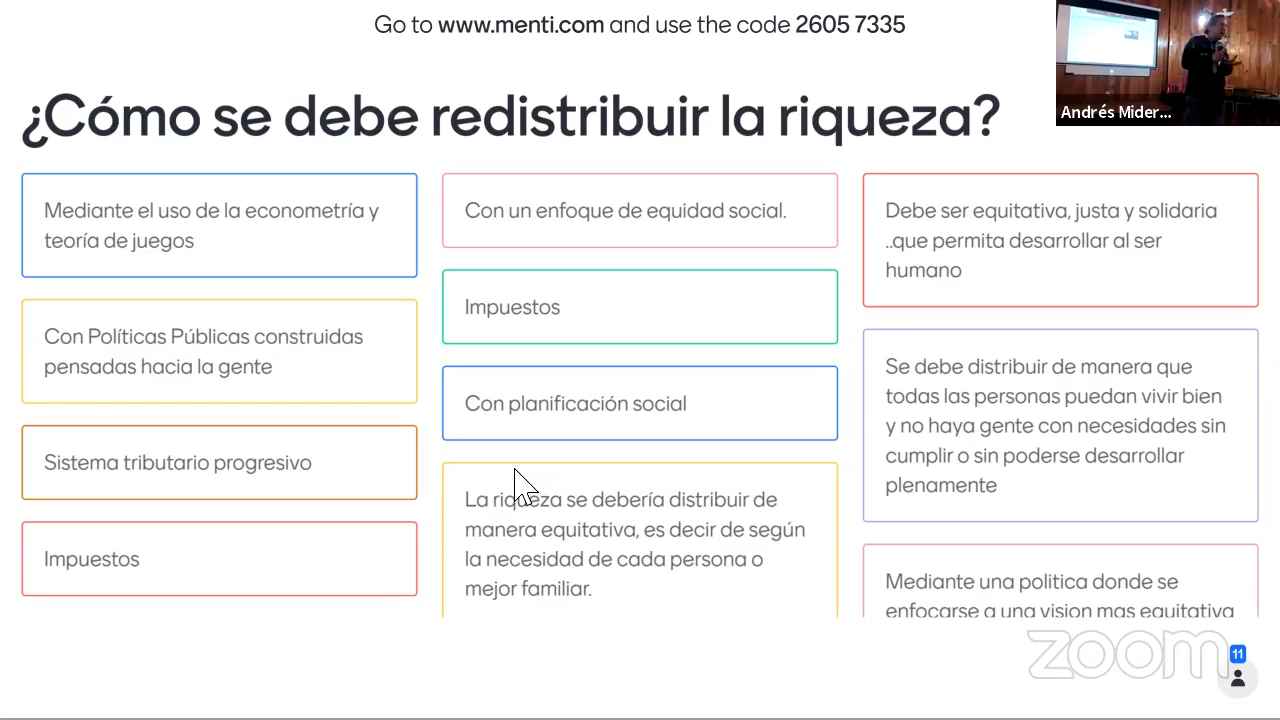 Go to www.menti.com and use the code 2605 7335
Andrés Mider...
¿Cómo se debe redistribuir la riqueza?
Mediante el uso de la econometría y
teoría de juegos
Con Políticas Públicas construidas
pensadas hacia la gente
Sistema tributario progresivo
Impuestos
Con un enfoque de equidad social.
Impuestos
Con planificación social
La riqueza se debería distribuir de
manera equitativa, es decir de según
la necesidad de cada persona o
mejor familiar.
Debe ser equitativa, justa y solidaria
..que permita desarrollar al ser
humano
Se debe distribuir de manera que
todas las personas puedan vivir bien
y no haya gente con necesidades sin
cumplir o sin poderse desarrollar
plenamente
Mediante una politica donde se
enfocarse a una vision mas equitativa
zoom
11